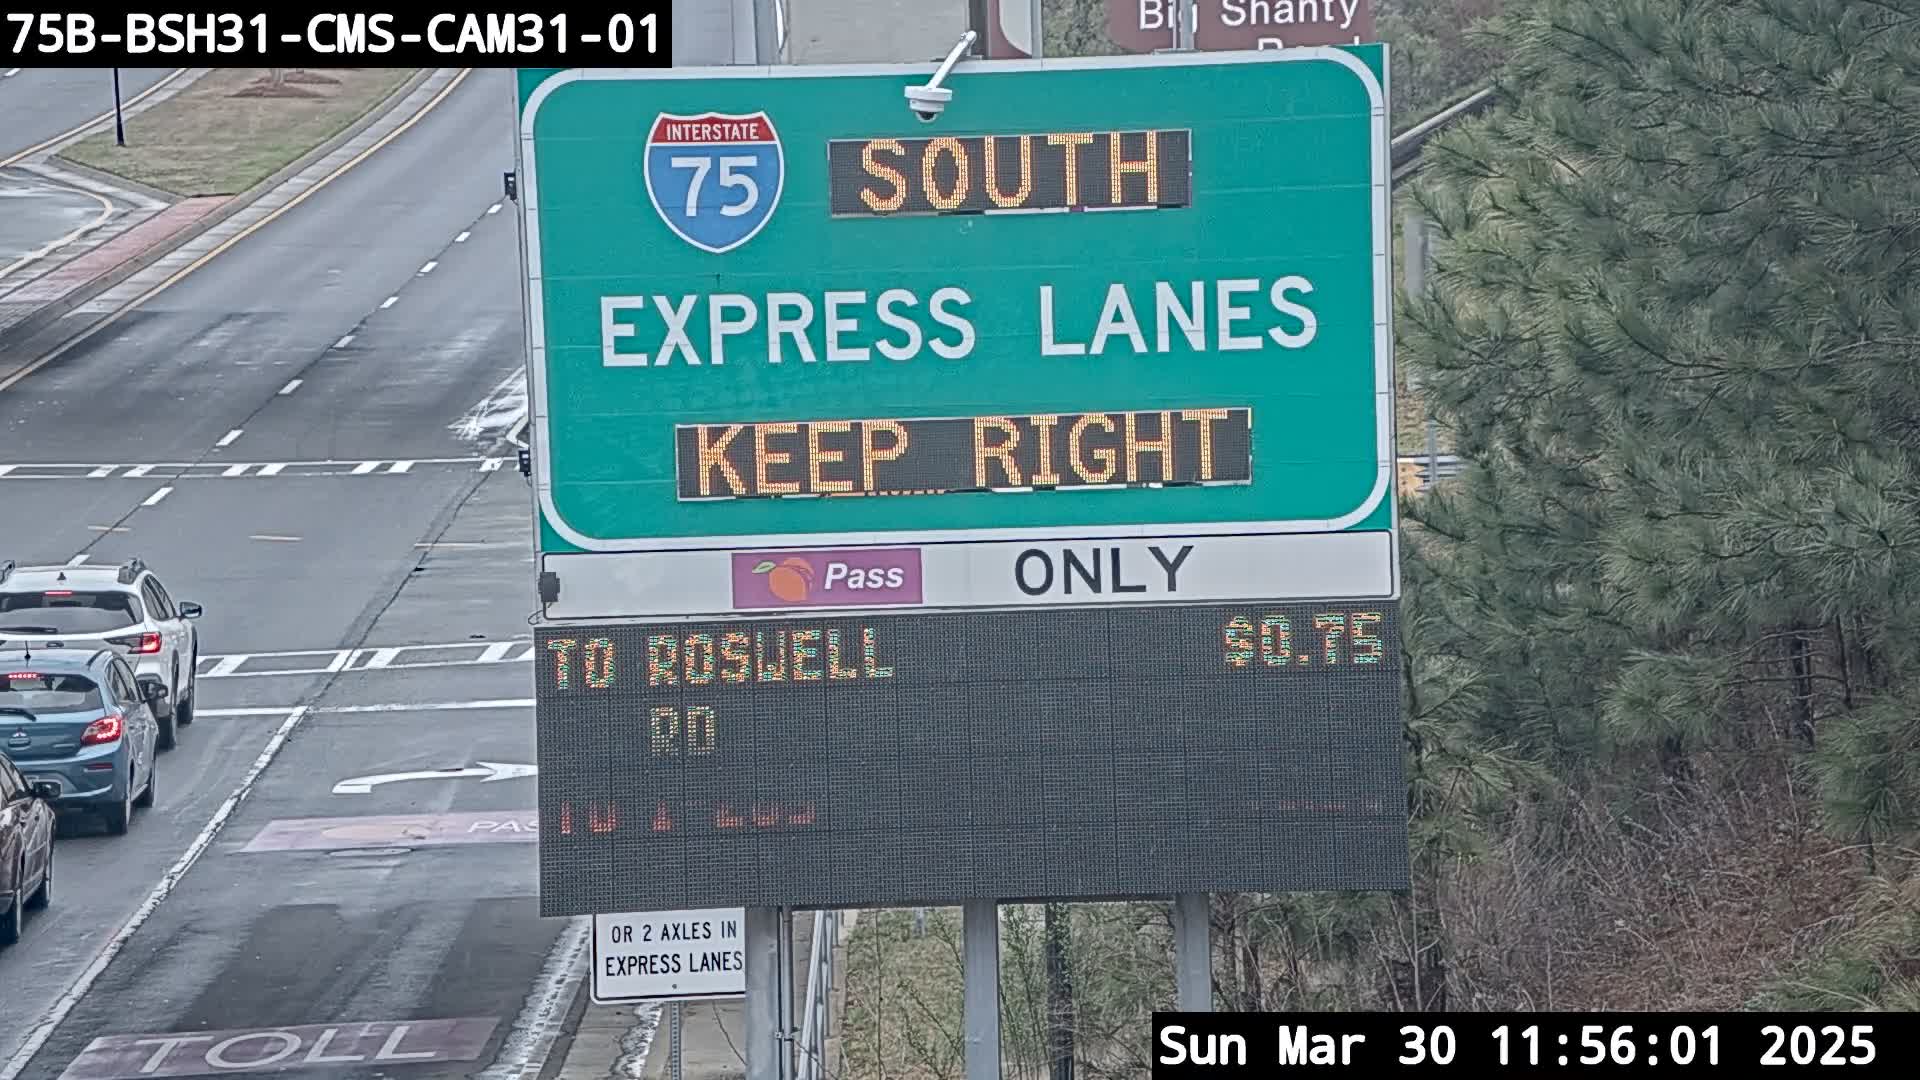 75B-BSH31-CMS-CAM31-01
Big Shanty
INTERSTATE
75
SOUTH
EXPRESS LANES
KEEP RIGHT
Pass
ONLY
TO ROSWELL $0.75
RD
OR 2 AXLES IN
EXPRESS LANES
TOLL
Sun Mar 30 11:56:01 2025